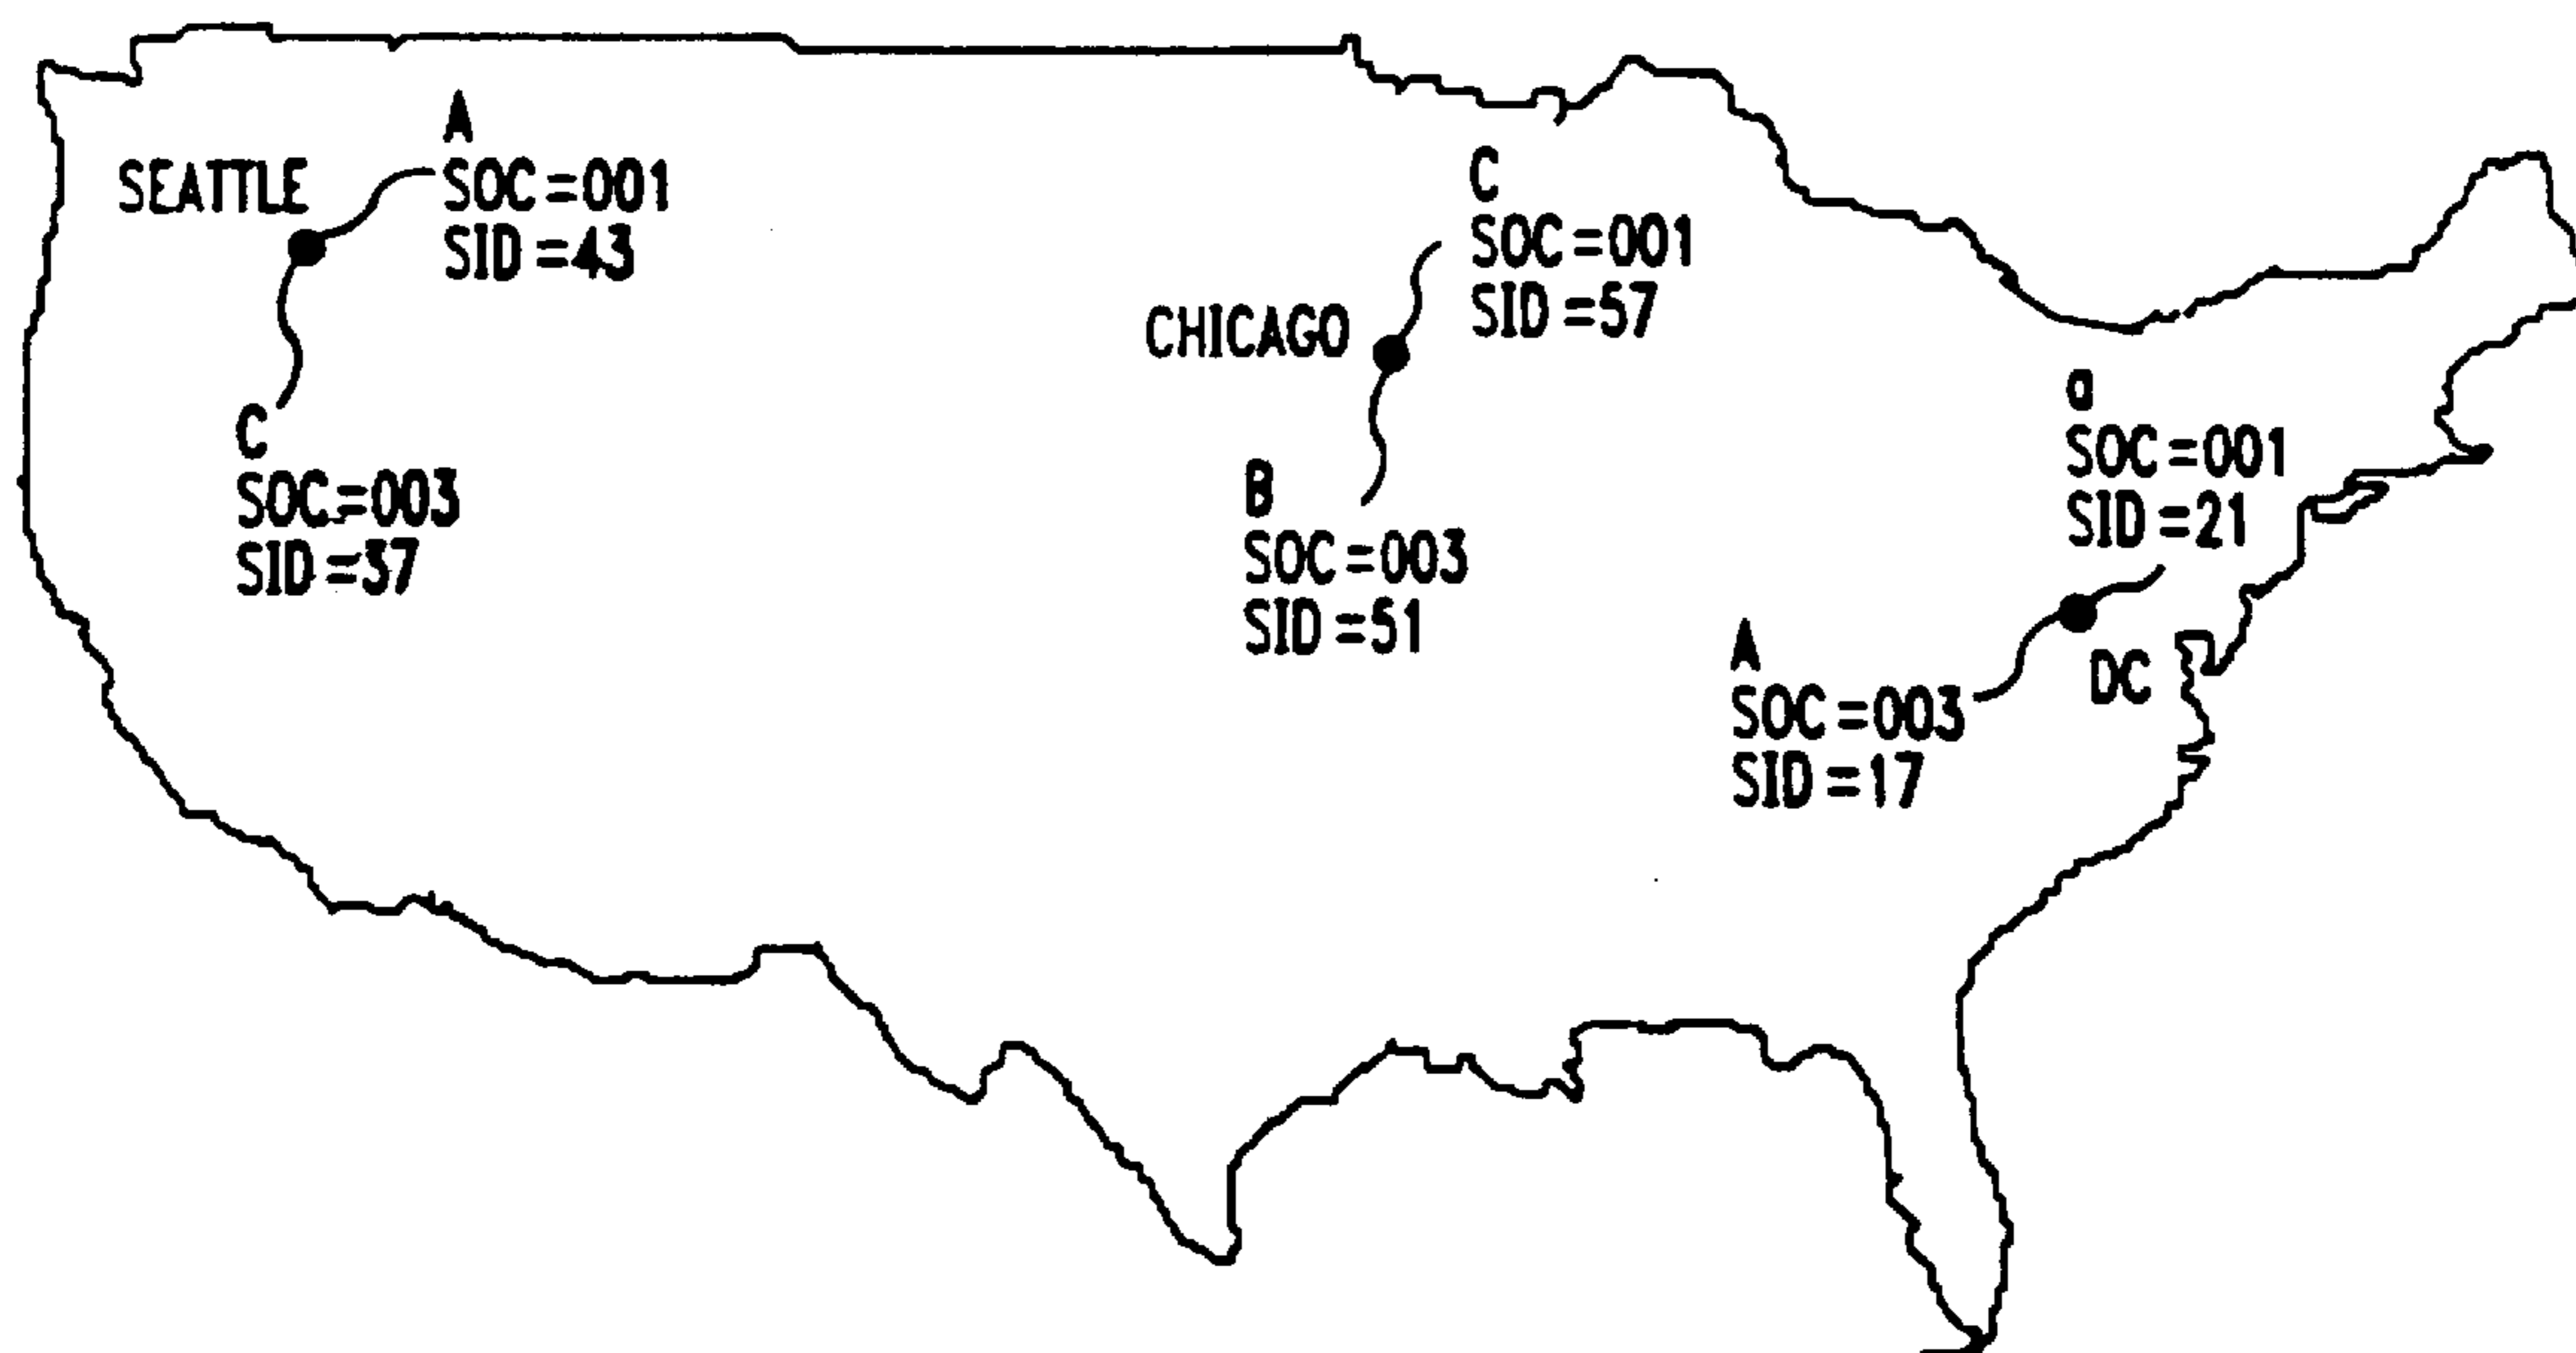 SEATTLE
A
SOC=001
SID=43
C
SOC=003
SID=37
CHICAGO
C
SOC=001
SID=57
B
SOC=003
SID=51
a
SOC=001
SID=21
A
SOC=003
SID=17
DC